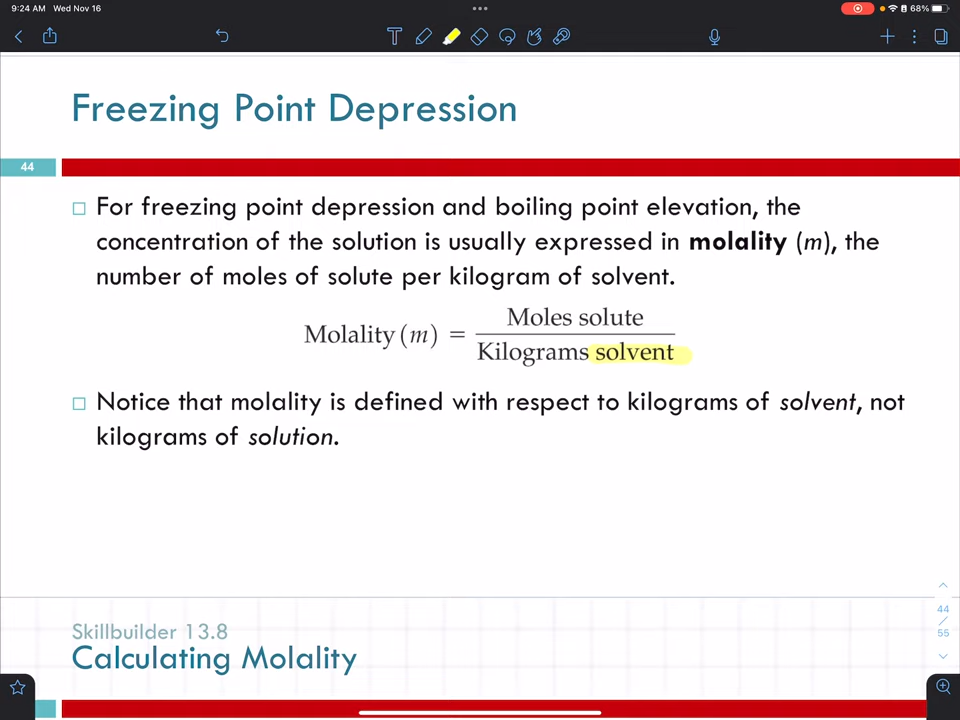 9:24 AM Wed Nov 16
68%
Freezing Point Depression
44
For freezing point depression and boiling point elevation, the
concentration of the solution is usually expressed in molality (m), the
number of moles of solute per kilogram of solvent.
Molality (m) = Moles solute
Kilograms solvent
Notice that molality is defined with respect to kilograms of solvent, not
kilograms of solution.
44
/
55
Skillbuilder 13.8
Calculating Molality